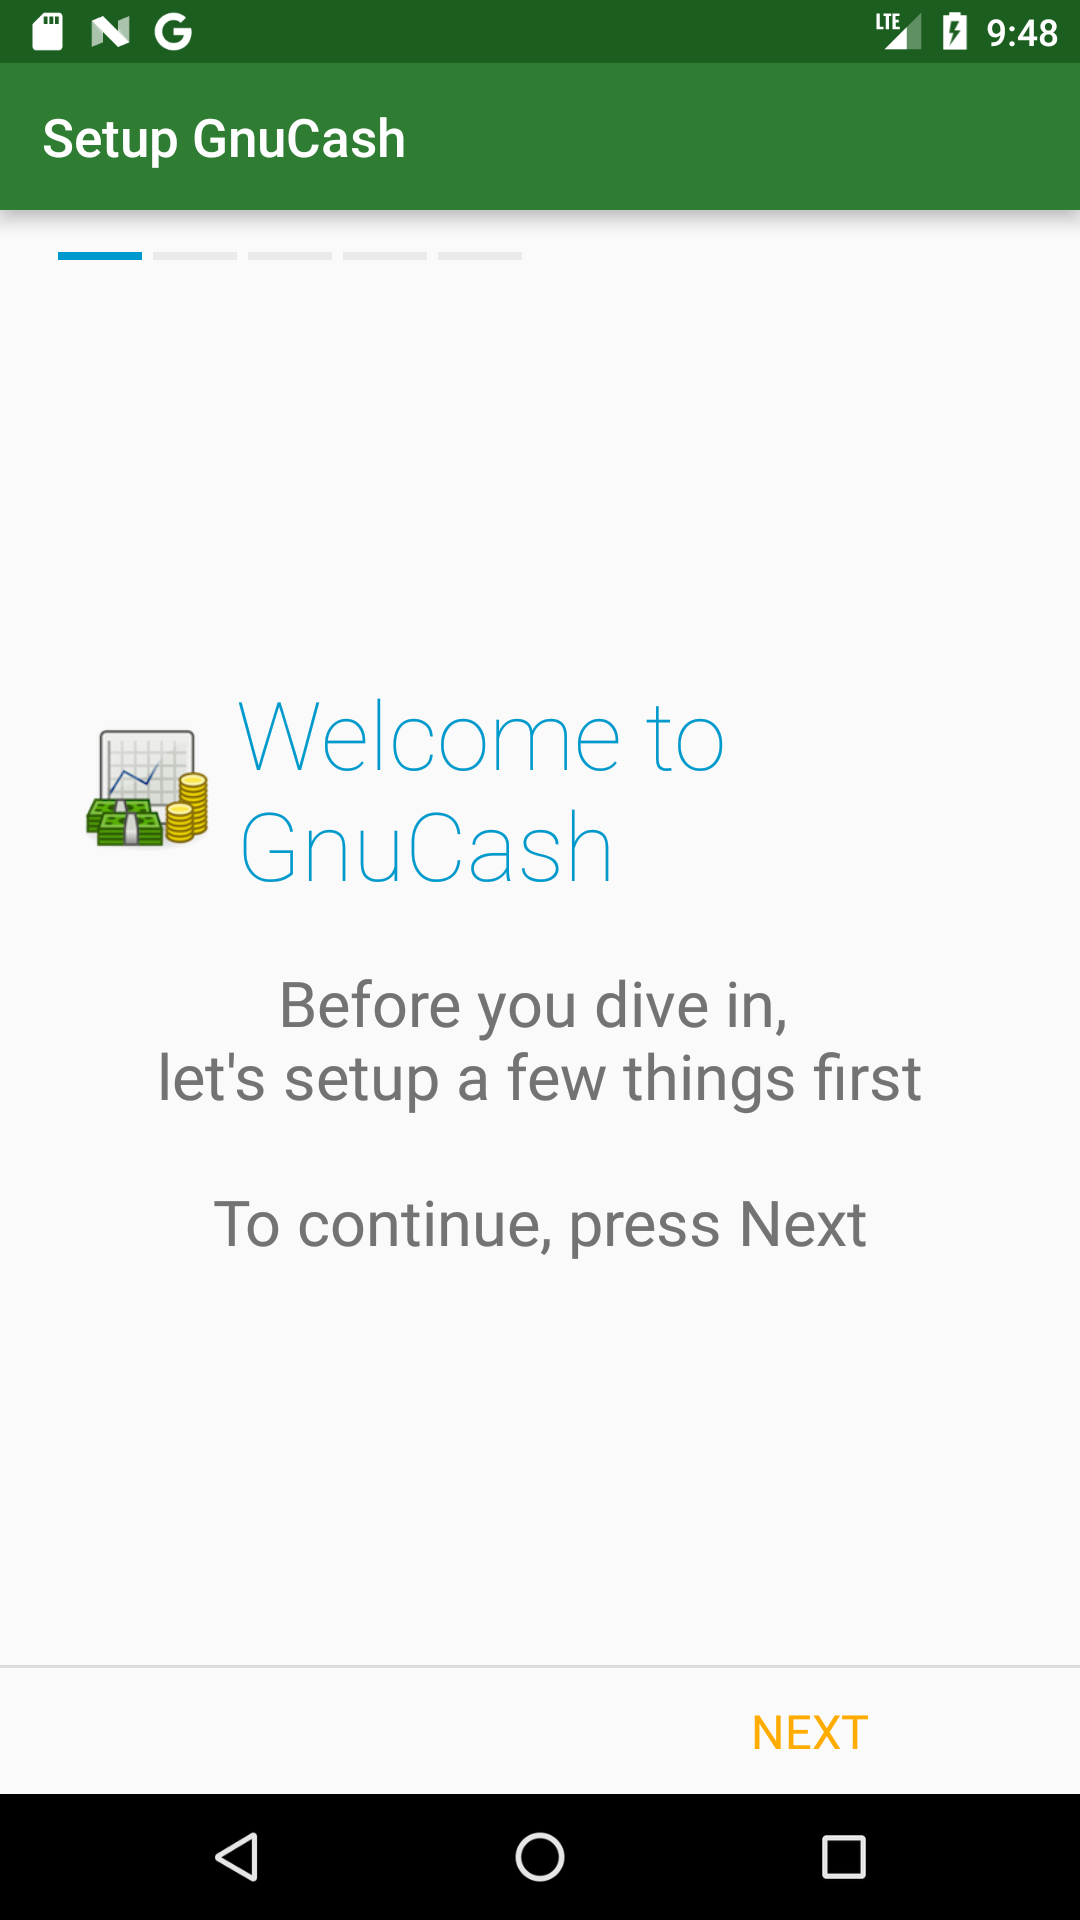 LTE 9:48
Setup GnuCash
Welcome to
GnuCash
Before you dive in,
let's setup a few things first
To continue, press Next
NEXT